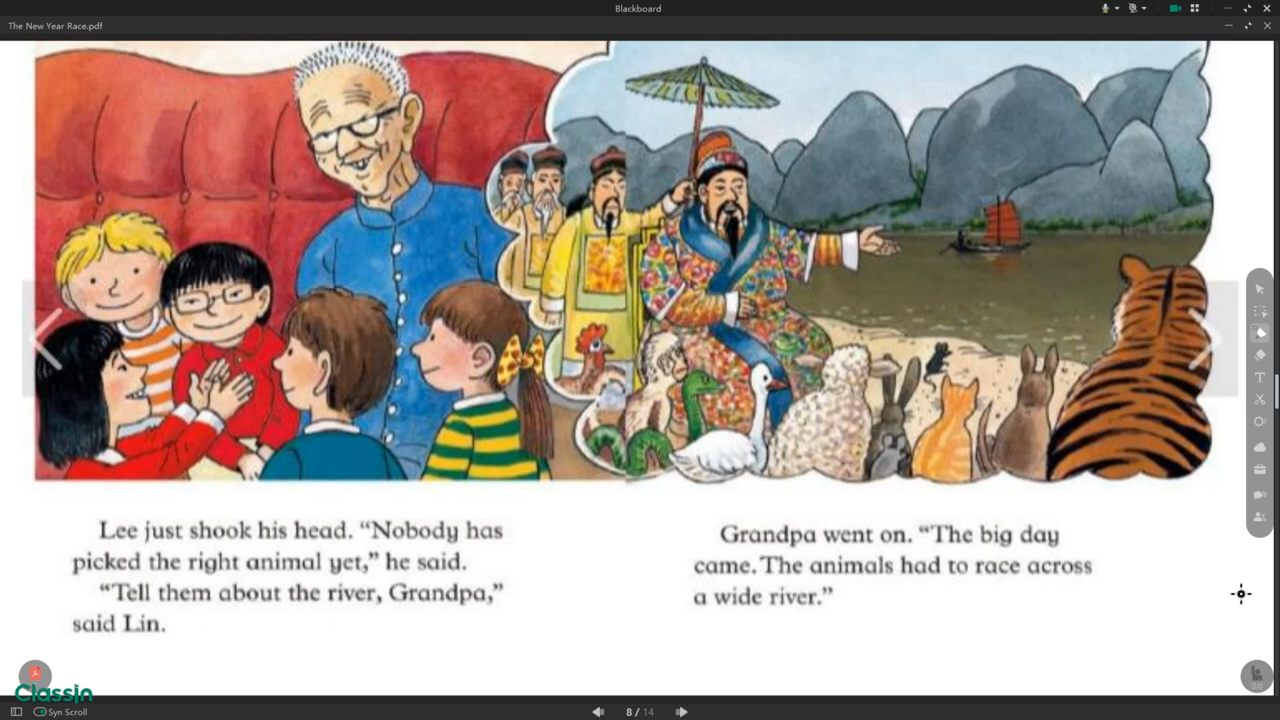 Blackboard
The New Year Race.pdf
Lee just shook his head. “Nobody has
picked the right animal yet,” he said.
“Tell them about the river, Grandpa,”
said Lin.
Grandpa went on. “The big day
came. The animals had to race across
a wide river.”
0/0
ClassIn
Syn Scroll
8 / 14